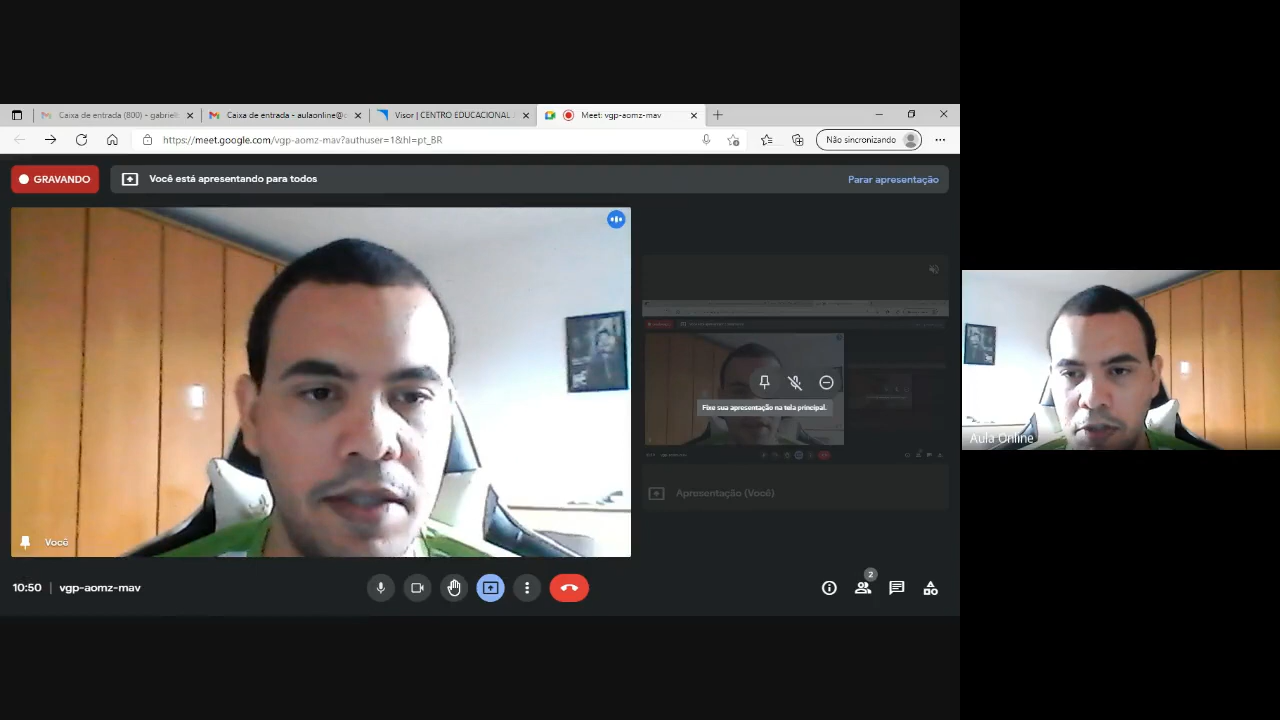 Caixa de entrada (800) - gabriel
Caixa de entrada - aulaonline@c
Visor | CENTRO EDUCACIONAL
Meet: vgp-aomz-mav
https://meet.google.com/vgp-aomz-mav?authuser=1&hl=pt_BR
Não sincronizando
GRAVANDO
Você está apresentando para todos
Parar apresentação
Fixe sua apresentação na tela principal.
Aula Online
Apresentação (Você)
Você
10:50 | vgp-aomz-mav
2